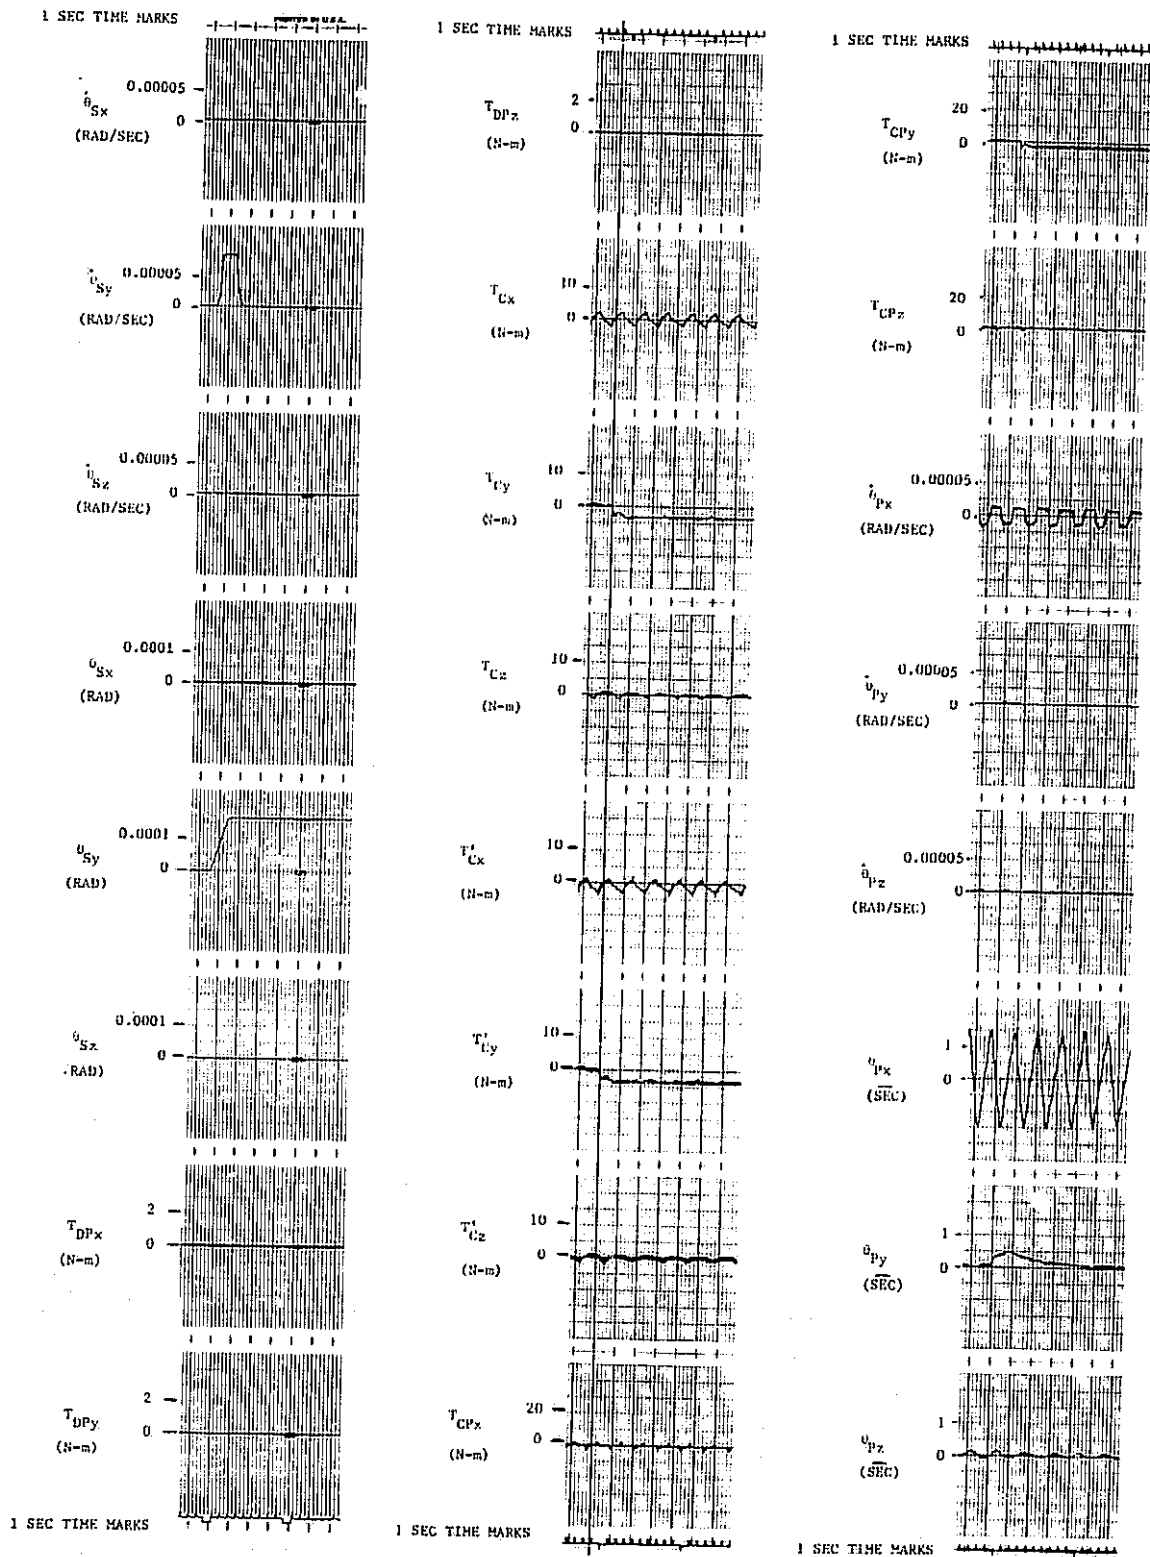 1 SEC TIME MARKS
PRINTED IN U.S.A.
0.00005
θ̇Sx
0
(RAD/SEC)
0.00005
θ̇Sy
0
(RAD/SEC)
0.00005
θ̇Sz
0
(RAD/SEC)
0.0001
θSx
0
(RAD)
0.0001
θSy
0
(RAD)
0.0001
θSz
0
(RAD)
2
TDPx
0
(N-m)
2
TDPy
0
(N-m)
1 SEC TIME MARKS
1 SEC TIME MARKS
2
TDPz
0
(N-m)
10
TCx
0
(N-m)
10
TCy
0
(N-m)
10
TCz
0
(N-m)
10
T'Cx
0
(N-m)
10
T'Cy
0
(N-m)
10
T'Cz
0
(N-m)
20
TCPx
0
(N-m)
1 SEC TIME MARKS
1 SEC TIME MARKS
20
TCPy
0
(N-m)
20
TCPz
0
(N-m)
0.00005
θ̇Px
0
(RAD/SEC)
0.00005
θ̇Py
0
(RAD/SEC)
0.00005
θ̇Pz
0
(RAD/SEC)
1
θPx
0
(S̅E̅C̅)
1
θPy
0
(S̅E̅C̅)
1
θPz
0
(S̅E̅C̅)
1 SEC TIME MARKS